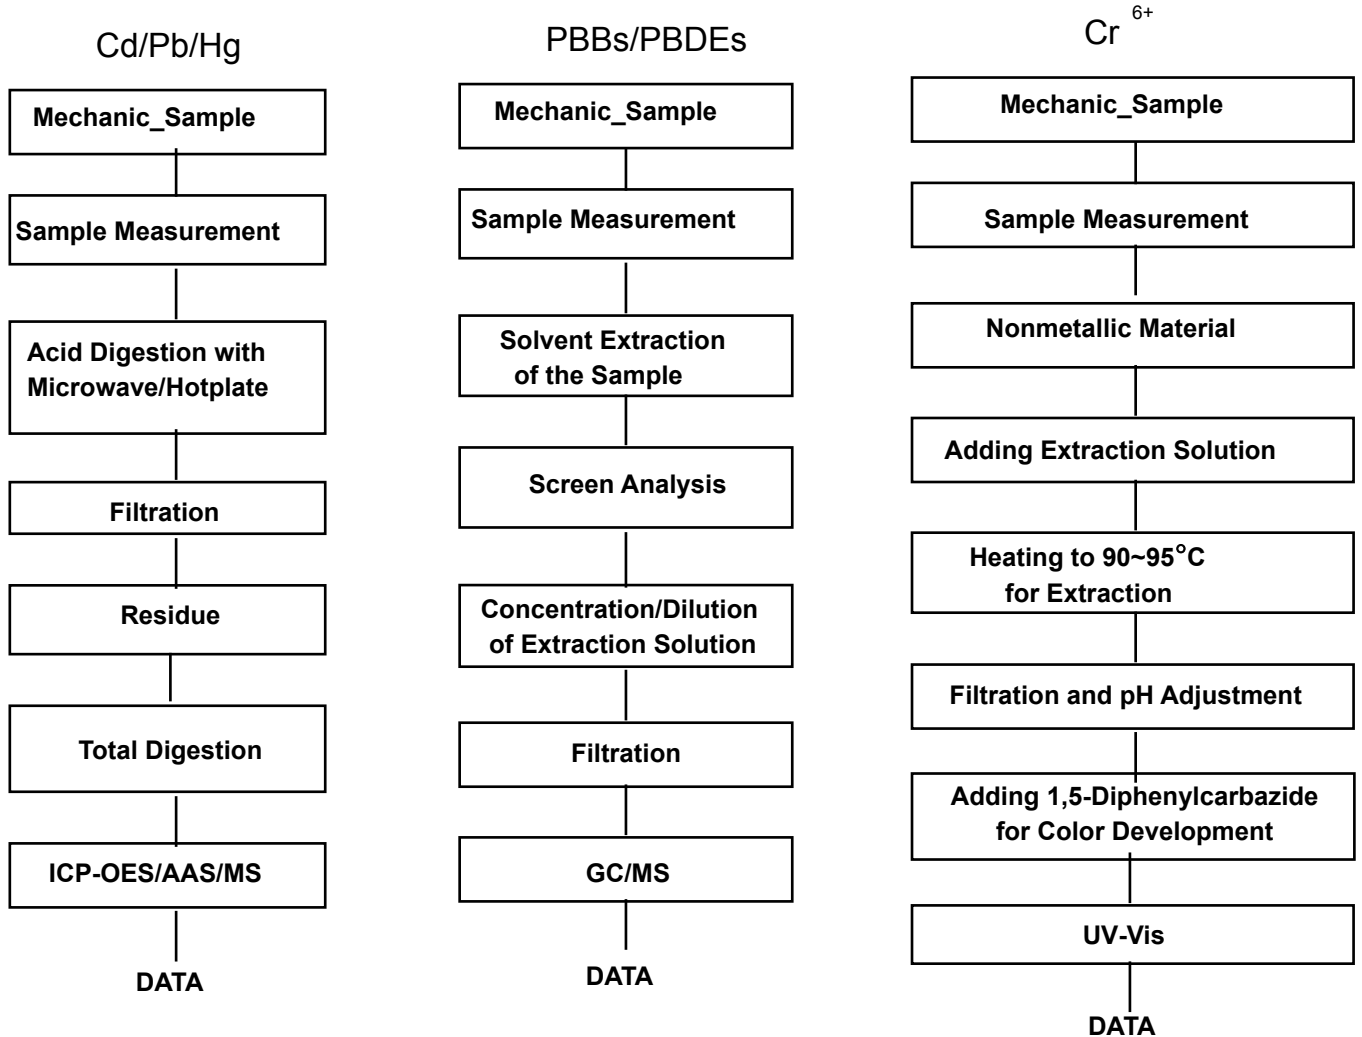 Cd/Pb/Hg
Mechanic_Sample
Sample Measurement
Acid Digestion with
Microwave/Hotplate
Filtration
Residue
Total Digestion
ICP-OES/AAS/MS
DATA
PBBs/PBDEs
Mechanic_Sample
Sample Measurement
Solvent Extraction
of the Sample
Screen Analysis
Concentration/Dilution
of Extraction Solution
Filtration
GC/MS
DATA
Cr 6+
Mechanic_Sample
Sample Measurement
Nonmetallic Material
Adding Extraction Solution
Heating to 90~95°C
for Extraction
Filtration and pH Adjustment
Adding 1,5-Diphenylcarbazide
for Color Development
UV-Vis
DATA